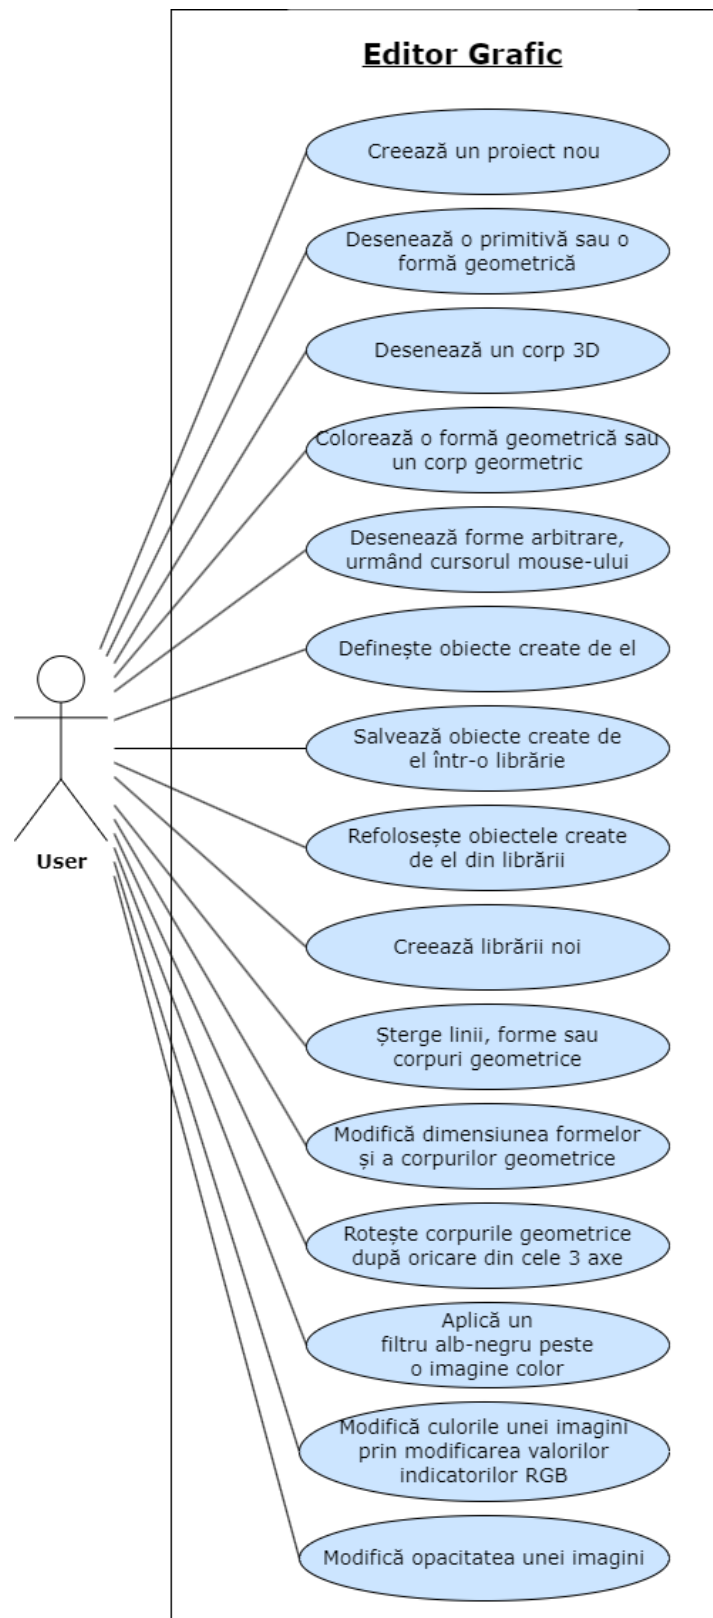 Editor Grafic
Creează un proiect nou
Desenează o primitivă sau o
formă geometrică
Desenează un corp 3D
Colorează o formă geometrică sau
un corp geormetric
Desenează forme arbitrare,
urmând cursorul mouse-ului
Definește obiecte create de el
Salvează obiecte create de
el într-o librărie
User
Refolosește obiectele create
de el din librării
Creează librării noi
Șterge linii, forme sau
corpuri geometrice
Modifică dimensiunea formelor
și a corpurilor geometrice
Rotește corpurile geometrice
după oricare din cele 3 axe
Aplică un
filtru alb-negru peste
o imagine color
Modifică culorile unei imagini
prin modificarea valorilor
indicatorilor RGB
Modifică opacitatea unei imagini